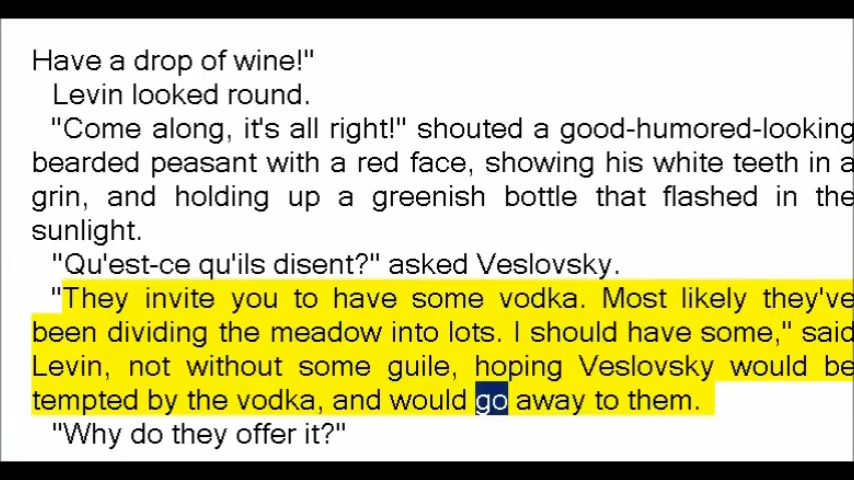 Have a drop of wine!"
Levin looked round.
"Come along, it's all right!" shouted a good-humored-looking
bearded peasant with a red face, showing his white teeth in a
grin, and holding up a greenish bottle that flashed in the
sunlight.
"Qu'est-ce qu'ils disent?" asked Veslovsky.
"They invite you to have some vodka. Most likely they've
been dividing the meadow into lots. I should have some," said
Levin, not without some guile, hoping Veslovsky would be
tempted by the vodka, and would go away to them.
"Why do they offer it?"